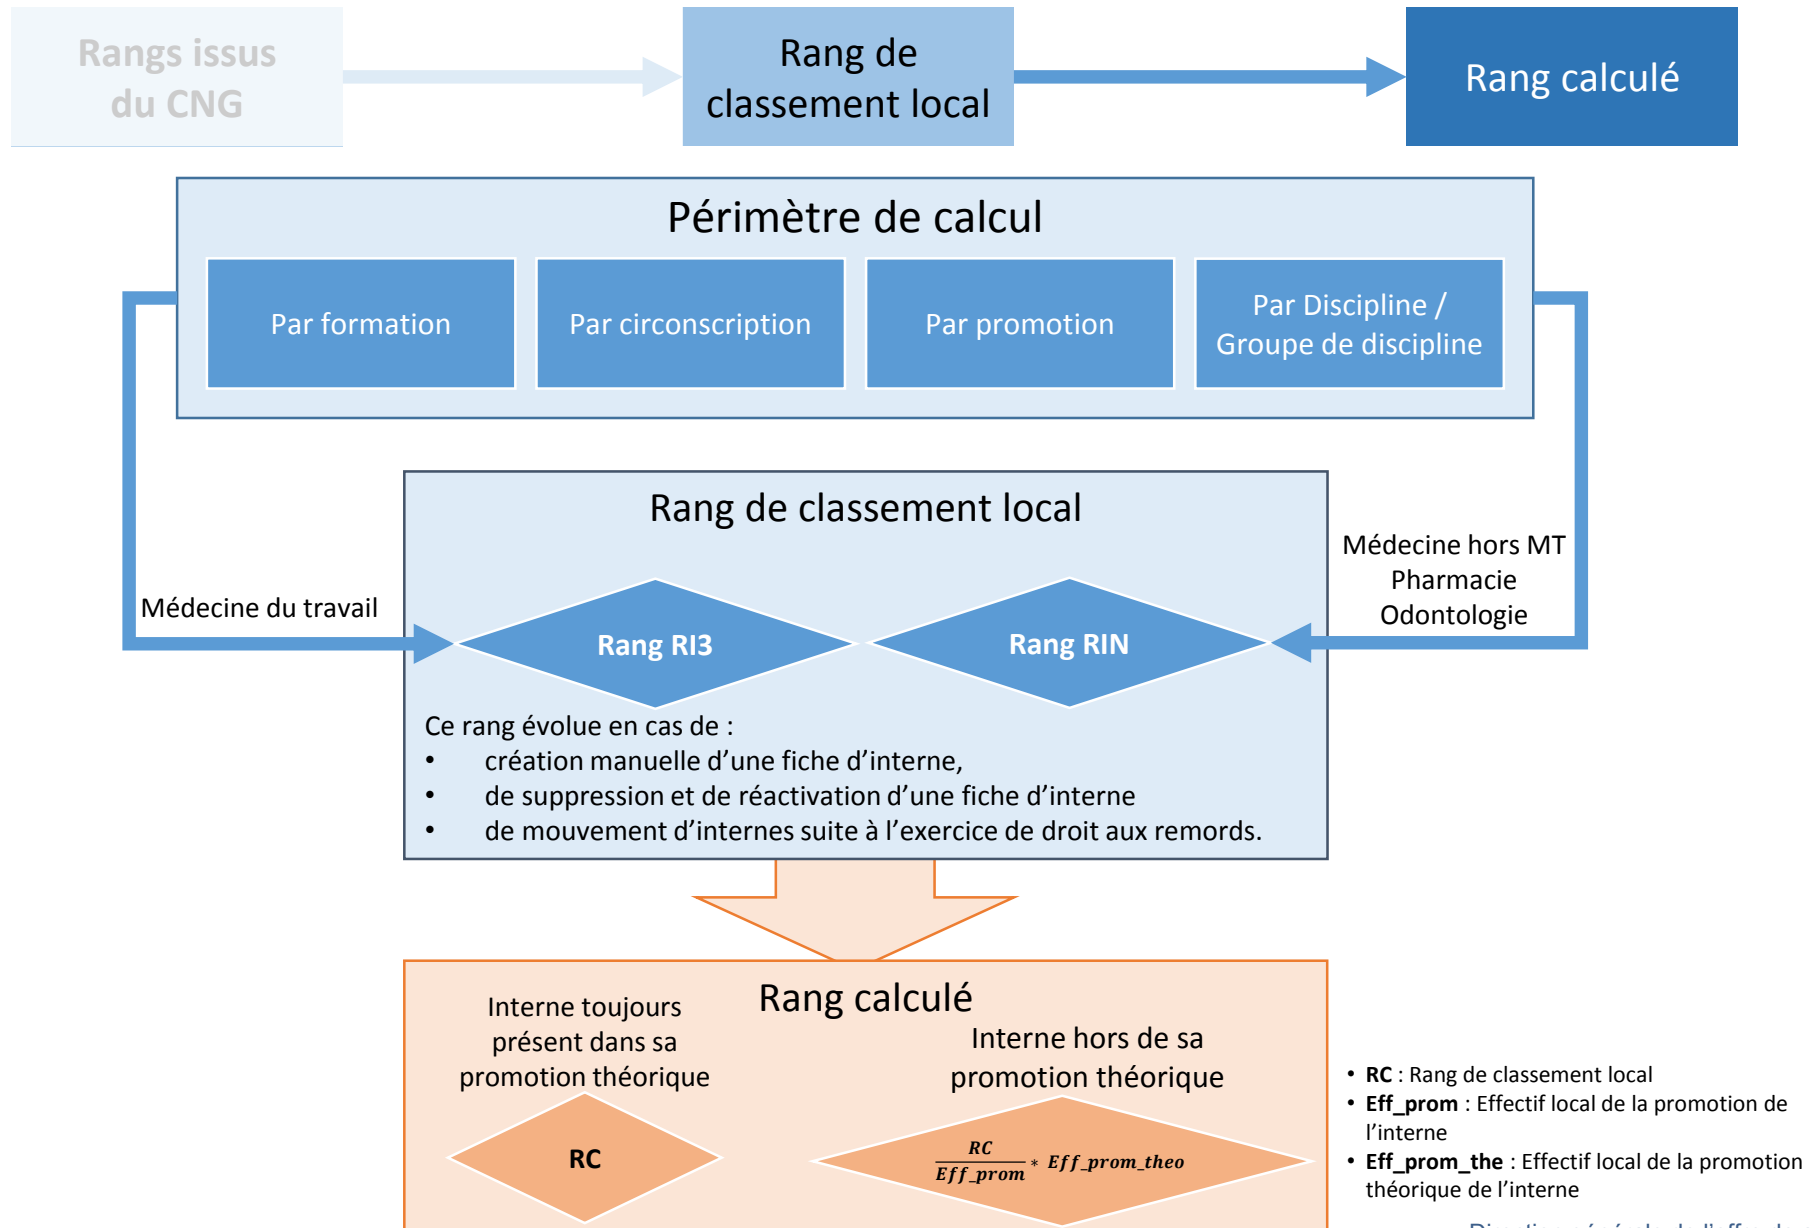 Rangs issus
du CNG
Rang de
classement local
Rang calculé
Périmètre de calcul
Par formation
Par circonscription
Par promotion
Par Discipline /
Groupe de discipline
Rang de classement local
Médecine du travail
Médecine hors MT
Pharmacie
Odontologie
Rang RI3
Rang RIN
Ce rang évolue en cas de :
• création manuelle d’une fiche d’interne,
• de suppression et de réactivation d’une fiche d’interne
• de mouvement d’internes suite à l’exercice de droit aux remords.
Rang calculé
Interne toujours
présent dans sa
promotion théorique
Interne hors de sa
promotion théorique
RC
RC
Eff_prom * Eff_prom_theo
• RC : Rang de classement local
• Eff_prom : Effectif local de la promotion de
l’interne
• Eff_prom_the : Effectif local de la promotion
théorique de l’interne